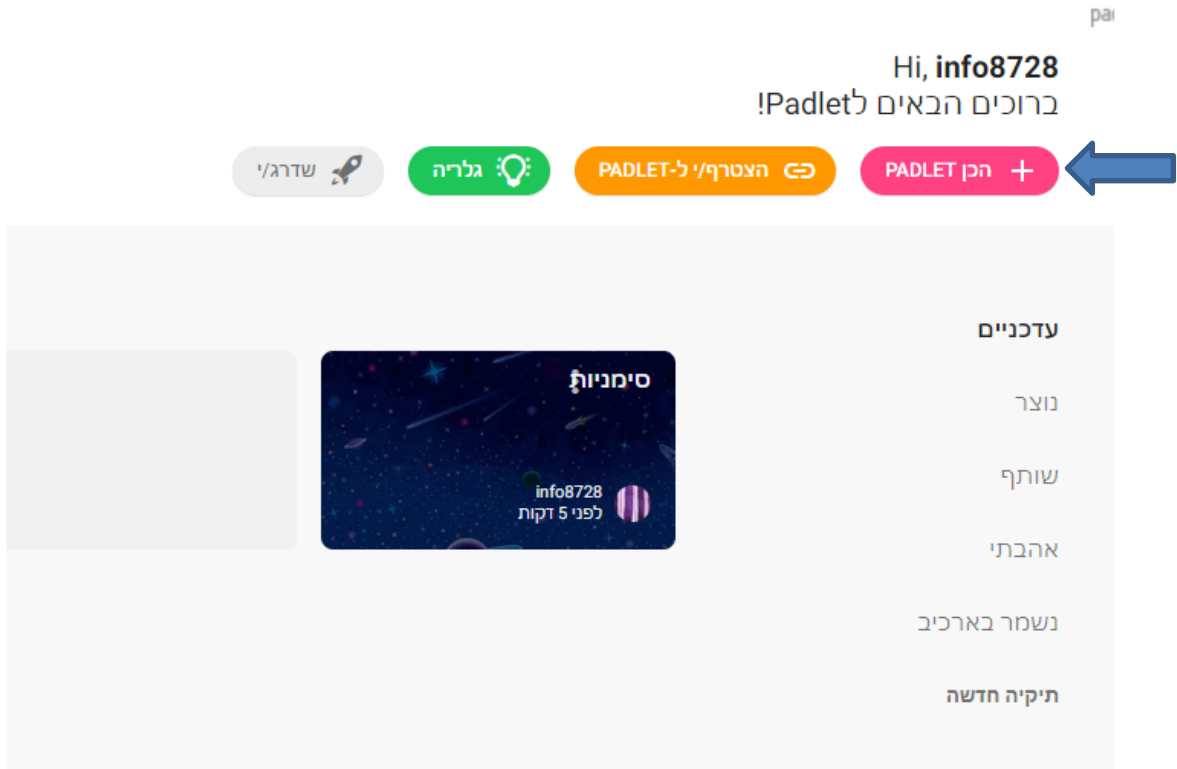 Hi, info8728
ברוכים הבאים לPadlet!
הכן PADLET
הצטרף/י ל-PADLET
גלריה
שדרג/י
עדכניים
נוצר
שותף
אהבתי
נשמר בארכיב
תיקיה חדשה
סימניות
info8728
לפני 5 דקות